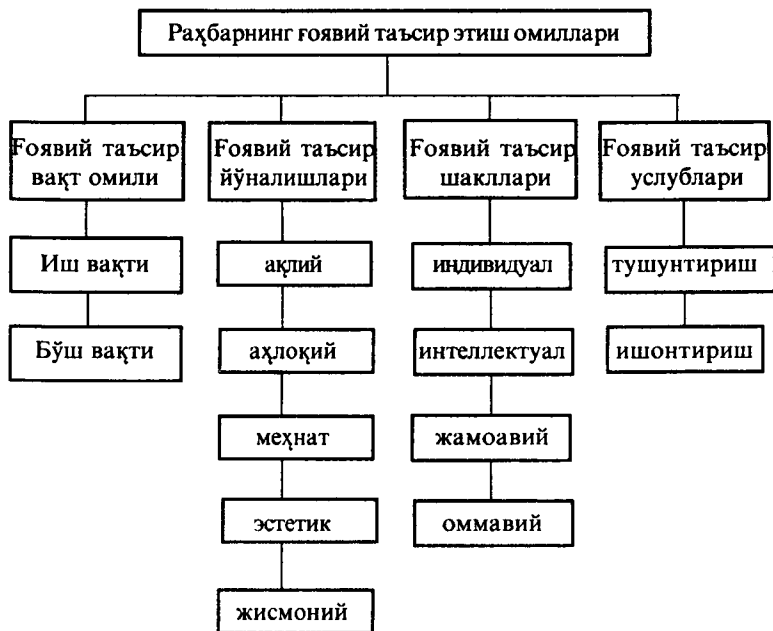 Раҳбарнинг ғоявий таъсир этиш омиллари
Ғоявий таъсир
вақт омили
Иш вақти
Бўш вақти
Ғоявий таъсир
йўналишлари
ақлий
аҳлоқий
меҳнат
эстетик
жисмоний
Ғоявий таъсир
шакллари
индивидуал
интеллектуал
жамоавий
оммавий
Ғоявий таъсир
услублари
тушунтириш
ишонтириш